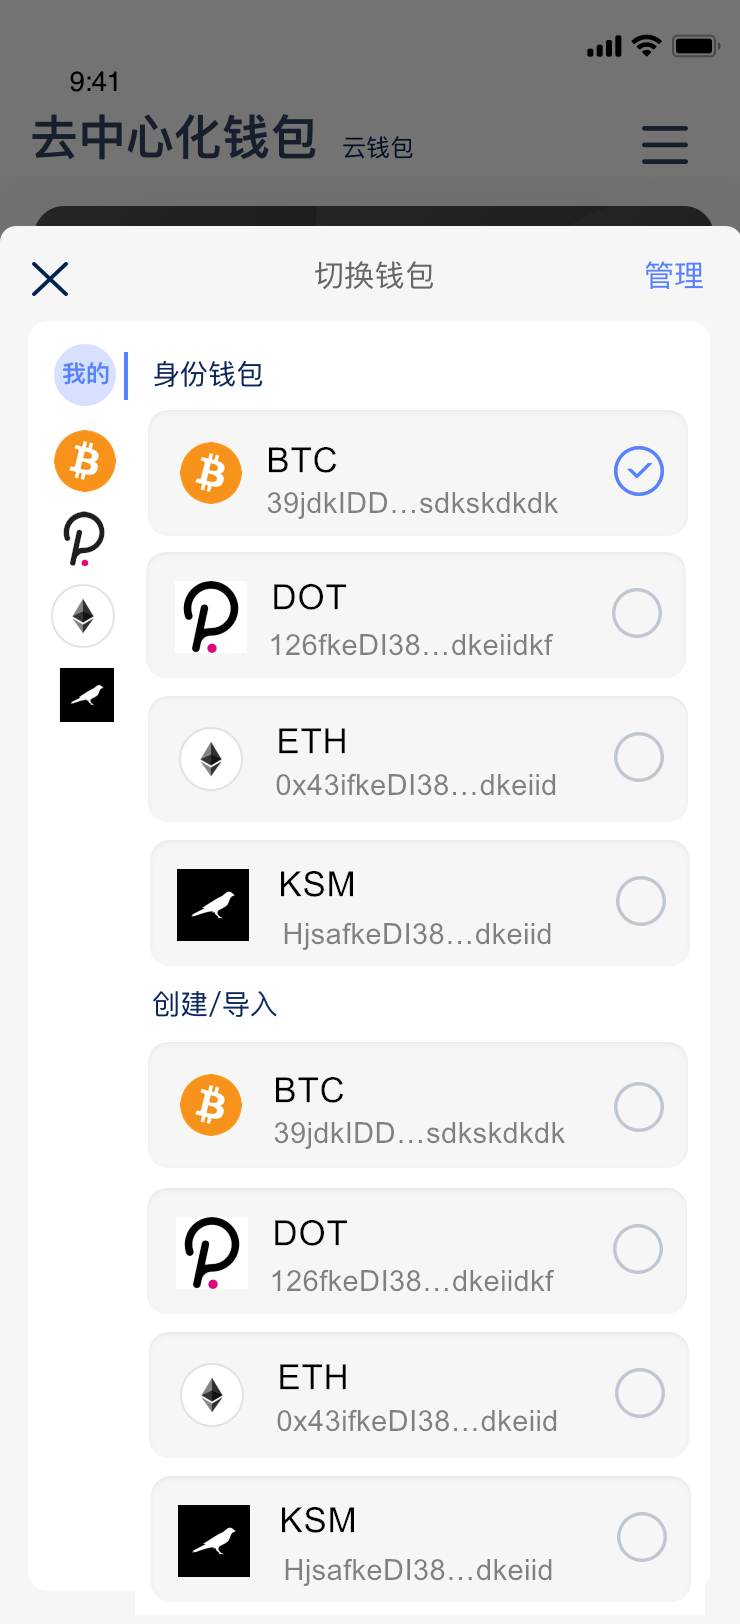 9:41
去中心化钱包 云钱包
切换钱包 管理
我的
身份钱包
BTC
39jdkIDD...sdkskdkdk
DOT
126fkeDI38...dkeiidkf
ETH
0x43ifkeDI38...dkeiid
KSM
HjsafkeDI38...dkeiid
创建/导入
BTC
39jdkIDD...sdkskdkdk
DOT
126fkeDI38...dkeiidkf
ETH
0x43ifkeDI38...dkeiid
KSM
HjsafkeDI38...dkeiid